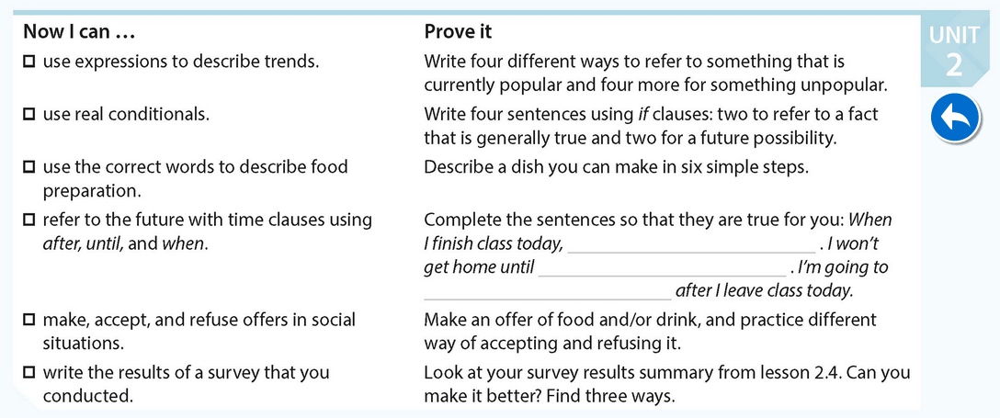 Now I can …
Prove it
UNIT
2
use expressions to describe trends.
Write four different ways to refer to something that is
currently popular and four more for something unpopular.
use real conditionals.
Write four sentences using if clauses: two to refer to a fact
that is generally true and two for a future possibility.
use the correct words to describe food
preparation.
Describe a dish you can make in six simple steps.
refer to the future with time clauses using
after, until, and when.
Complete the sentences so that they are true for you: When
I finish class today, ______________________ . I won’t
get home until ______________________ . I’m going to
______________________ after I leave class today.
make, accept, and refuse offers in social
situations.
Make an offer of food and/or drink, and practice different
way of accepting and refusing it.
write the results of a survey that you
conducted.
Look at your survey results summary from lesson 2.4. Can you
make it better? Find three ways.